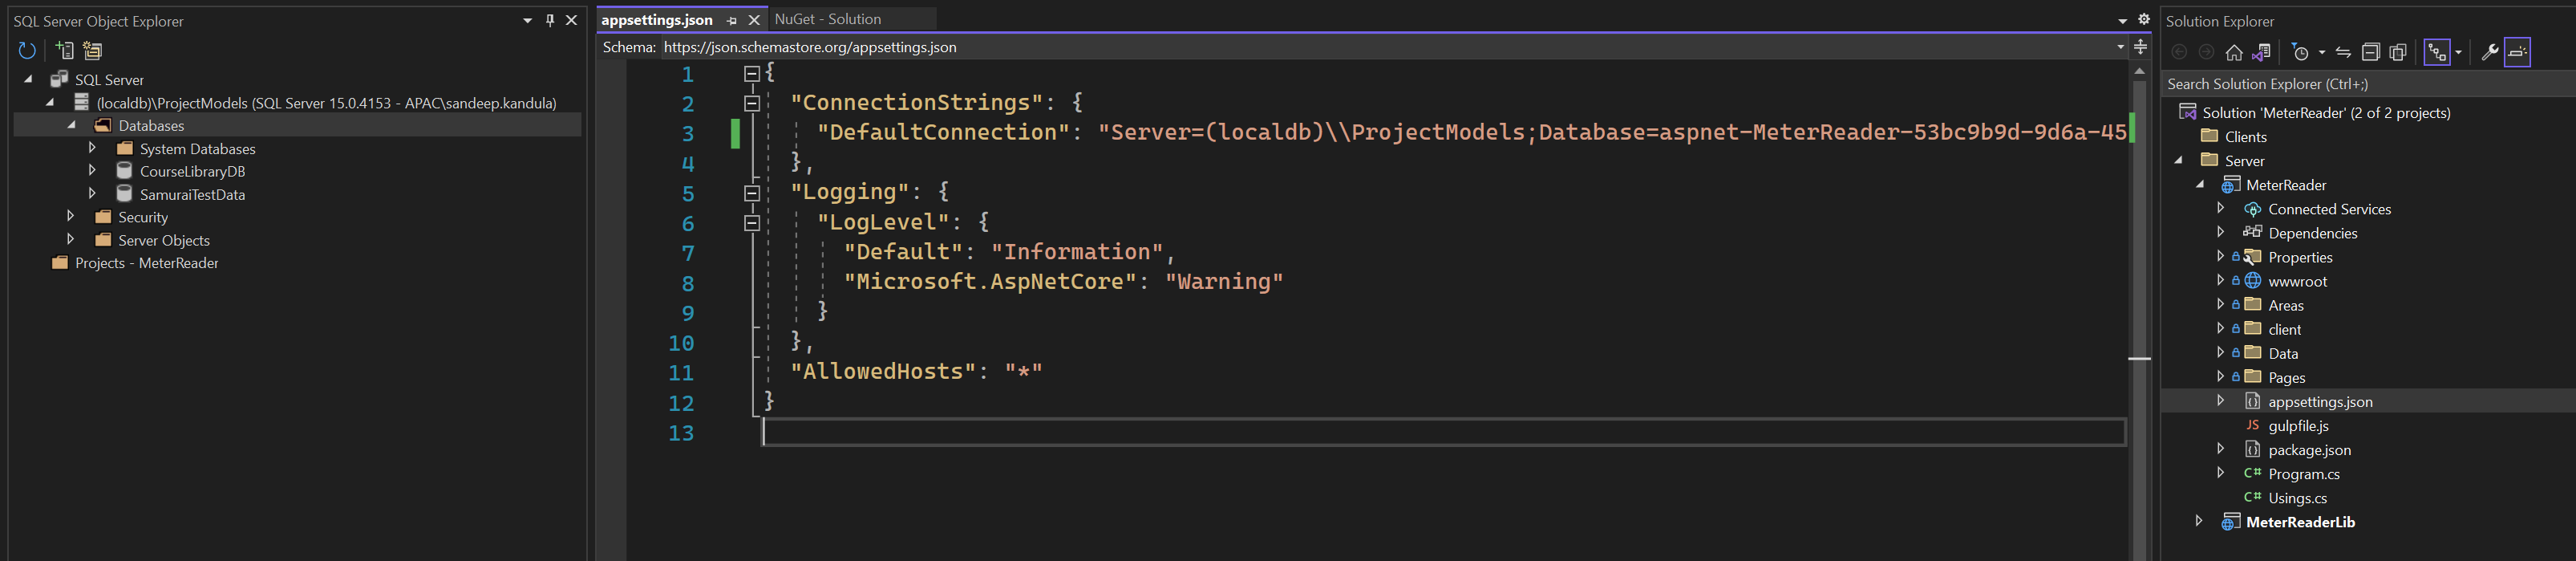 SQL Server Object Explorer
SQL Server
(localdb)\ProjectModels (SQL Server 15.0.4153 - APAC\sandeep.kandula)
Databases
System Databases
CourseLibraryDB
SamuraiTestData
Security
Server Objects
Projects - MeterReader
appsettings.json
NuGet - Solution
Schema: https://json.schemastore.org/appsettings.json
1 {
2 "ConnectionStrings": {
3 "DefaultConnection": "Server=(localdb)\\ProjectModels;Database=aspnet-MeterReader-53bc9b9d-9d6a-45
4 },
5 "Logging": {
6 "LogLevel": {
7 "Default": "Information",
8 "Microsoft.AspNetCore": "Warning"
9 }
10 },
11 "AllowedHosts": "*"
12 }
13
Solution Explorer
Search Solution Explorer (Ctrl+;)
Solution 'MeterReader' (2 of 2 projects)
Clients
Server
MeterReader
Connected Services
Dependencies
Properties
wwwroot
Areas
client
Data
Pages
appsettings.json
JS gulpfile.js
package.json
C# Program.cs
C# Usings.cs
MeterReaderLib